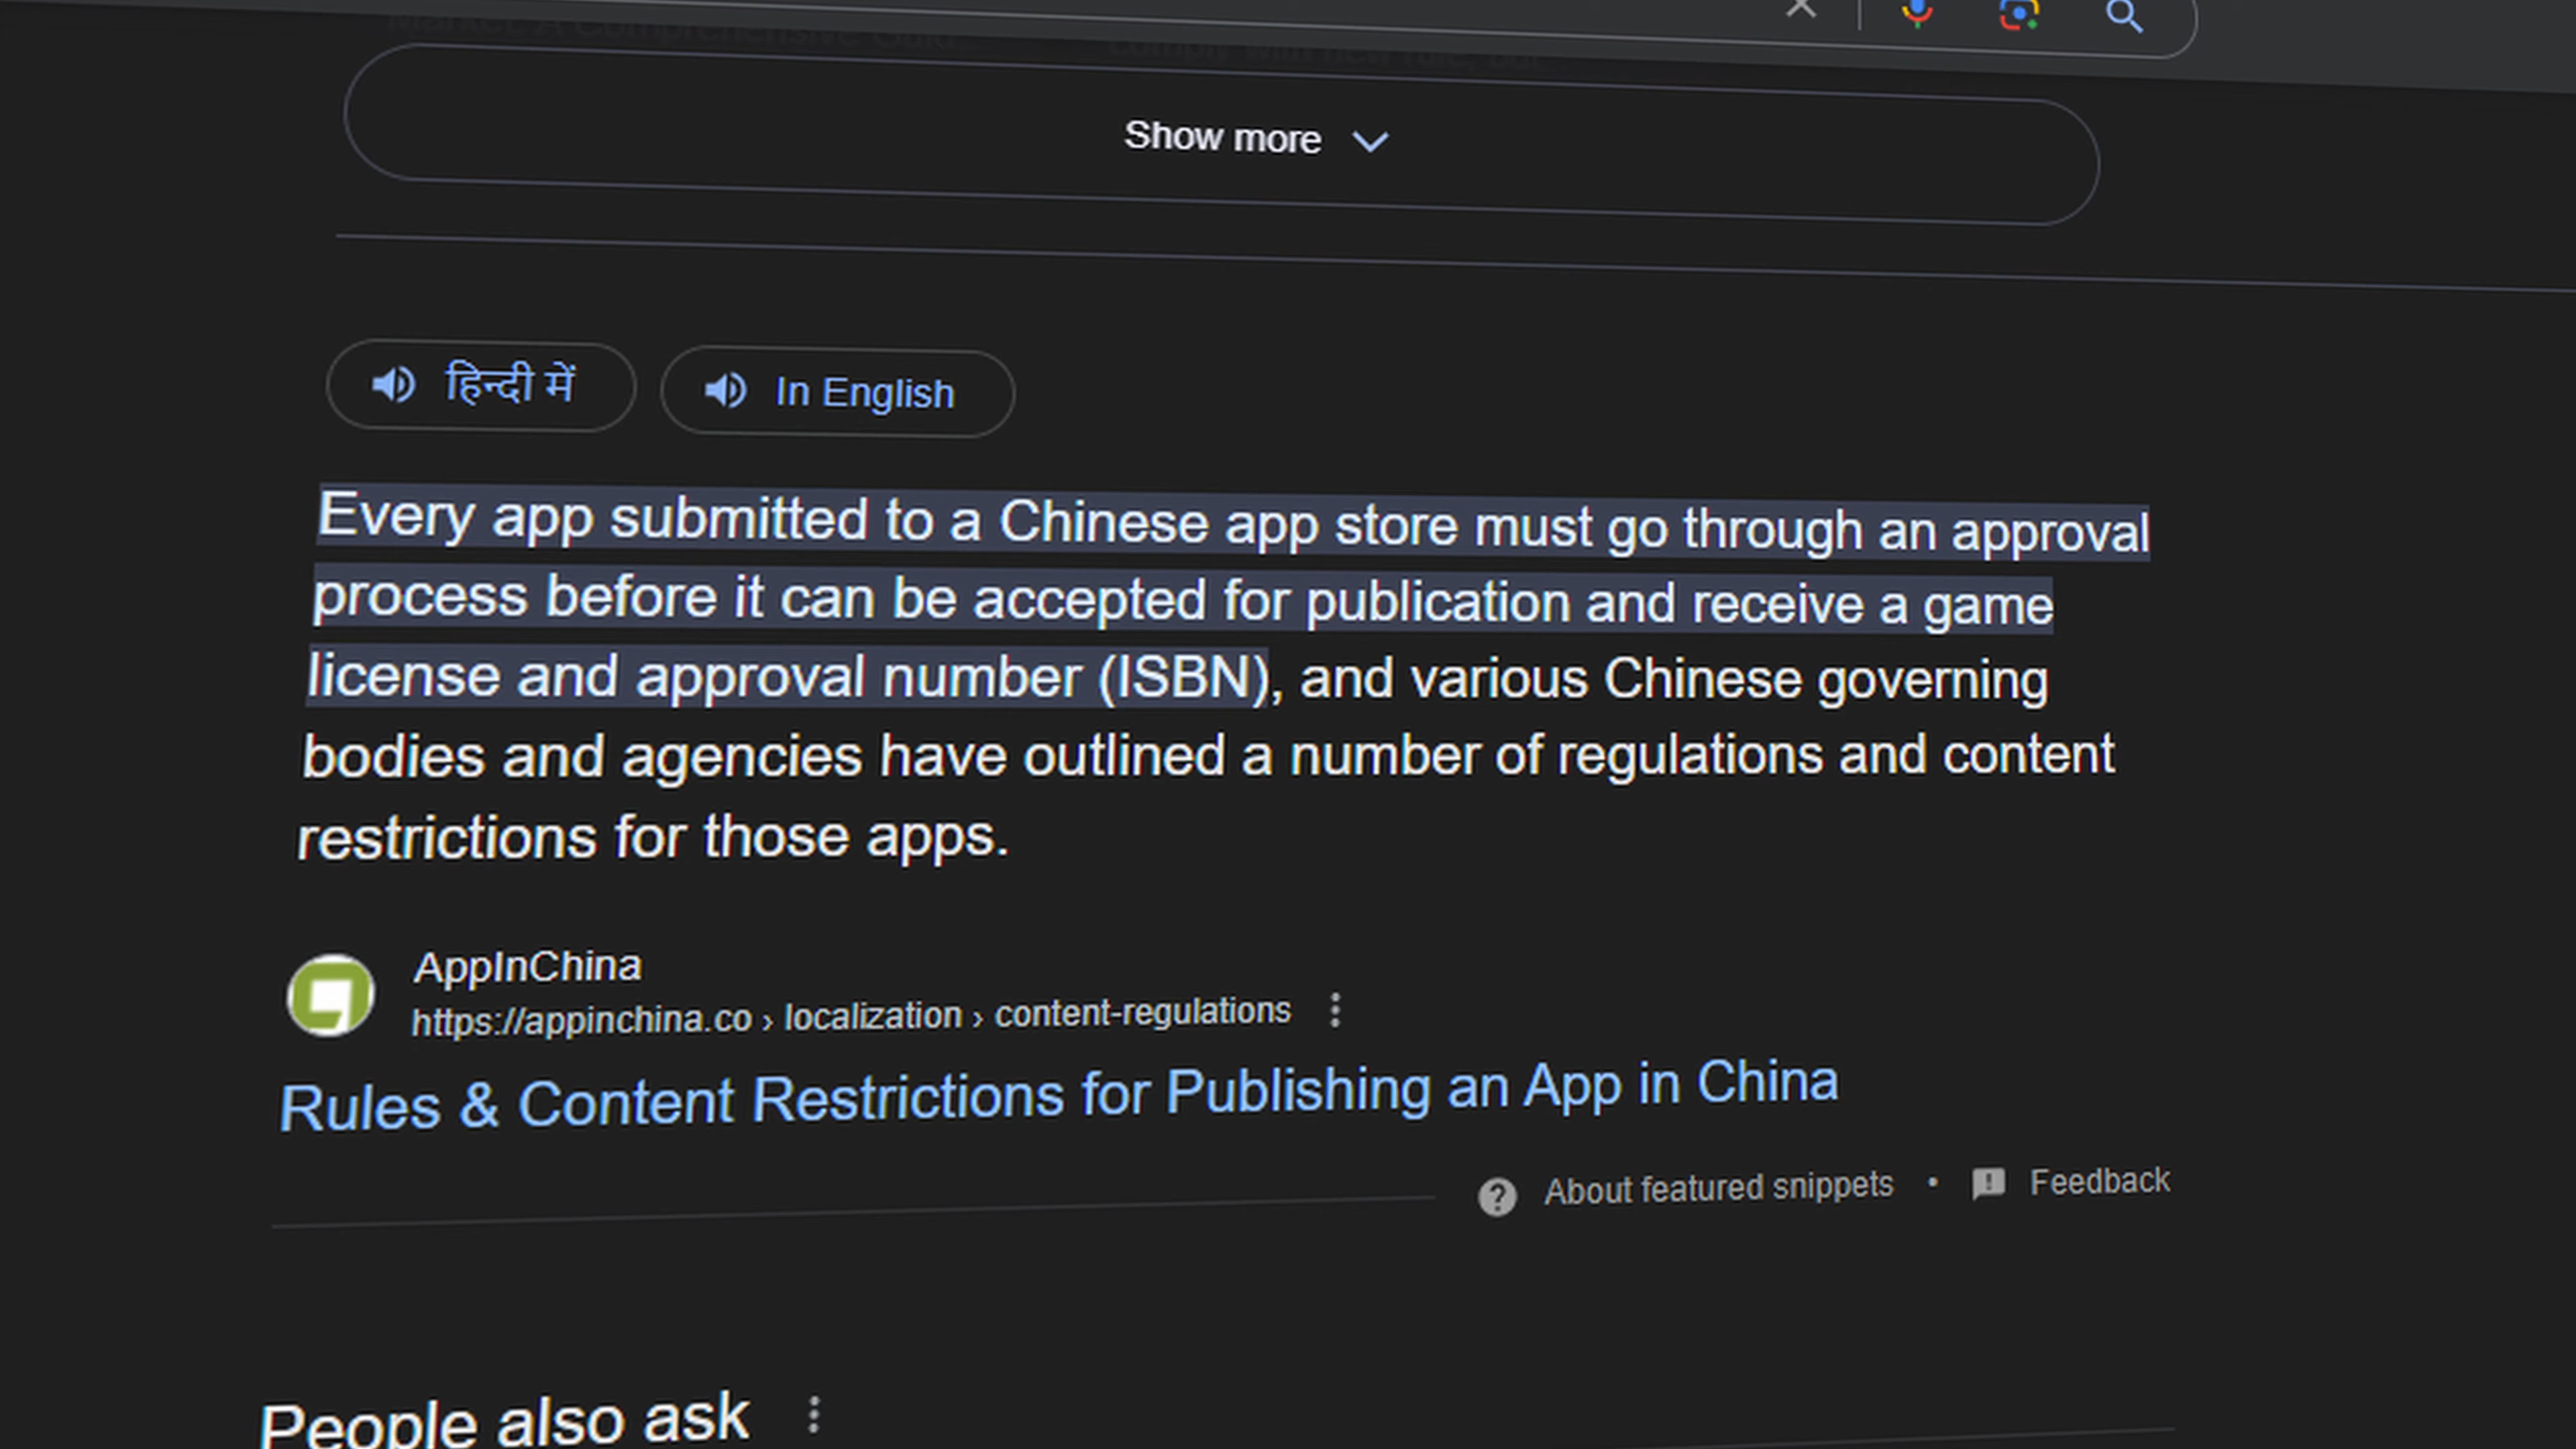 Show more
हिन्दी में
In English
Every app submitted to a Chinese app store must go through an approval
process before it can be accepted for publication and receive a game
license and approval number (ISBN), and various Chinese governing
bodies and agencies have outlined a number of regulations and content
restrictions for those apps.
AppInChina
https://appinchina.co › localization › content-regulations
Rules & Content Restrictions for Publishing an App in China
About featured snippets • Feedback
People also ask